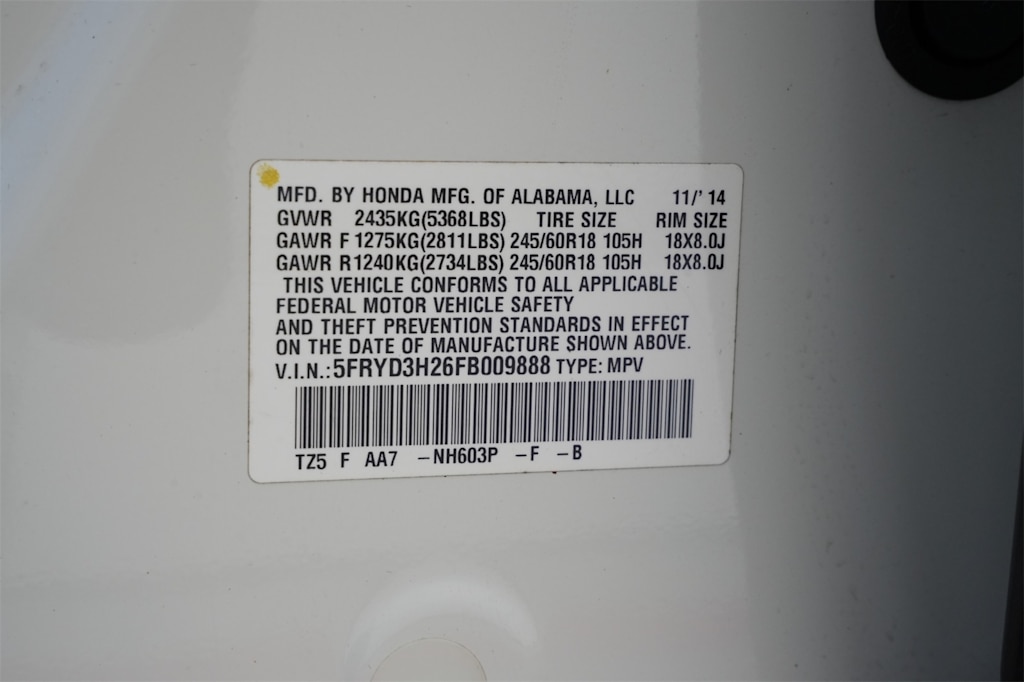 MFD. BY HONDA MFG. OF ALABAMA, LLC 11/' 14
GVWR 2435KG(5368LBS) TIRE SIZE RIM SIZE
GAWR F 1275KG(2811LBS) 245/60R18 105H 18X8.0J
GAWR R1240KG(2734LBS) 245/60R18 105H 18X8.0J
THIS VEHICLE CONFORMS TO ALL APPLICABLE
FEDERAL MOTOR VEHICLE SAFETY
AND THEFT PREVENTION STANDARDS IN EFFECT
ON THE DATE OF MANUFACTURE SHOWN ABOVE.
V.I.N.:5FRYD3H26FB009888 TYPE: MPV
TZ5 F AA7 -NH603P -F -B